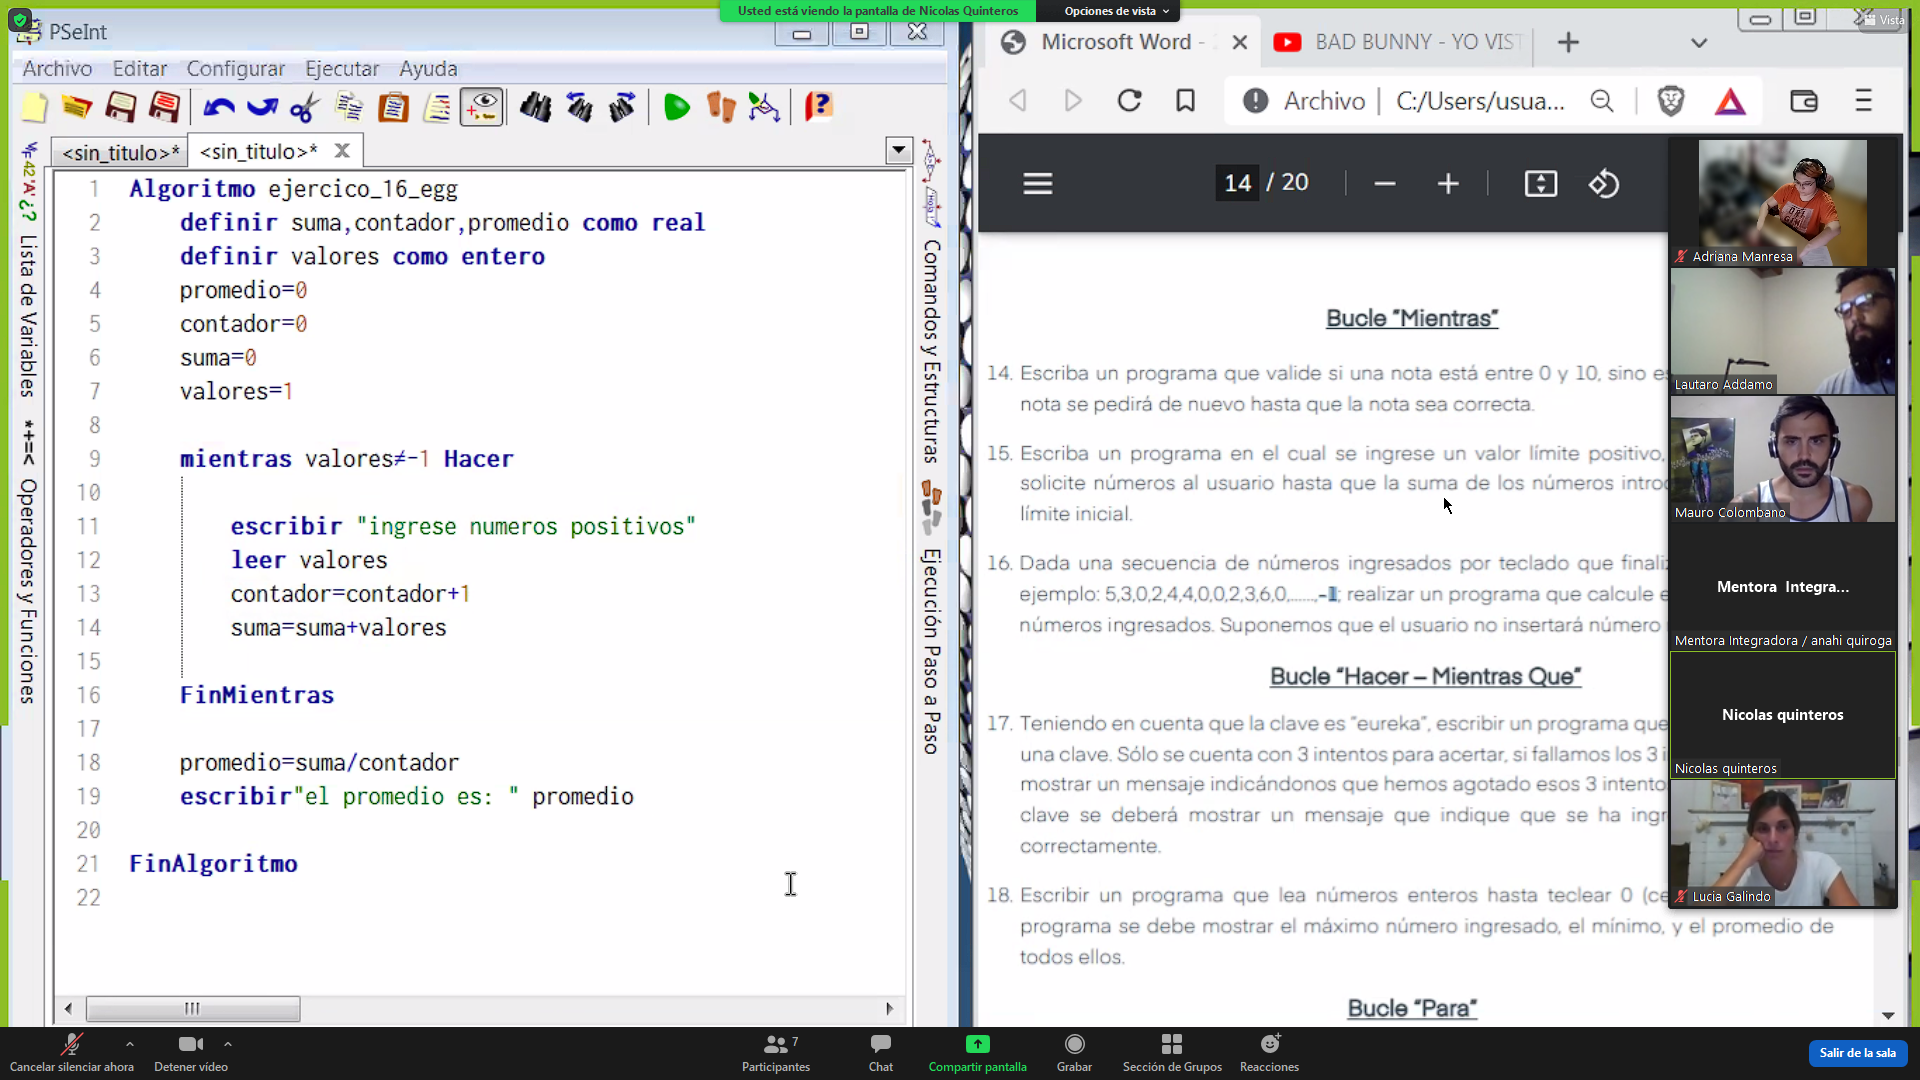 Usted está viendo la pantalla de Nicolas Quinteros
Opciones de vista
Vista
PSeInt
Archivo Editar Configurar Ejecutar Ayuda
<sin_titulo>*
<sin_titulo>*
Lista de Variables
Operadores y Funciones
1 Algoritmo ejercico_16_egg
2 definir suma,contador,promedio como real
3 definir valores como entero
4 promedio=0
5 contador=0
6 suma=0
7 valores=1
8
9 mientras valores≠-1 Hacer
10
11 escribir "ingrese numeros positivos"
12 leer valores
13 contador=contador+1
14 suma=suma+valores
15
16 FinMientras
17
18 promedio=suma/contador
19 escribir"el promedio es: " promedio
20
21 FinAlgoritmo
22
Comandos y Estructuras
Ejecución Paso a Paso
Microsoft Word -
BAD BUNNY - YO VIST
Archivo | C:/Users/usua...
14 / 20
Bucle "Mientras"
14. Escriba un programa que valide si una nota está entre 0 y 10, sino es
nota se pedirá de nuevo hasta que la nota sea correcta.
15. Escriba un programa en el cual se ingrese un valor límite positivo,
solicite números al usuario hasta que la suma de los números intro
límite inicial.
16. Dada una secuencia de números ingresados por teclado que finali
ejemplo: 5,3,0,2,4,4,0,0,2,3,6,0,......,-1; realizar un programa que calcule e
números ingresados. Suponemos que el usuario no insertará número
Bucle "Hacer – Mientras Que"
17. Teniendo en cuenta que la clave es "eureka", escribir un programa que
una clave. Sólo se cuenta con 3 intentos para acertar, si fallamos los 3 i
mostrar un mensaje indicándonos que hemos agotado esos 3 intento
clave se deberá mostrar un mensaje que indique que se ha ingr
correctamente.
18. Escribir un programa que lea números enteros hasta teclear 0 (ce
programa se debe mostrar el máximo número ingresado, el mínimo, y el promedio de
todos ellos.
Bucle "Para"
Adriana Manresa
Lautaro Addamo
Mauro Colombano
Mentora Integra...
Mentora Integradora / anahi quiroga
Nicolas quinteros
Nicolas quinteros
Lucia Galindo
Cancelar silenciar ahora
Detener vídeo
7
Participantes
Chat
Compartir pantalla
Grabar
Sección de Grupos
Reacciones
Salir de la sala